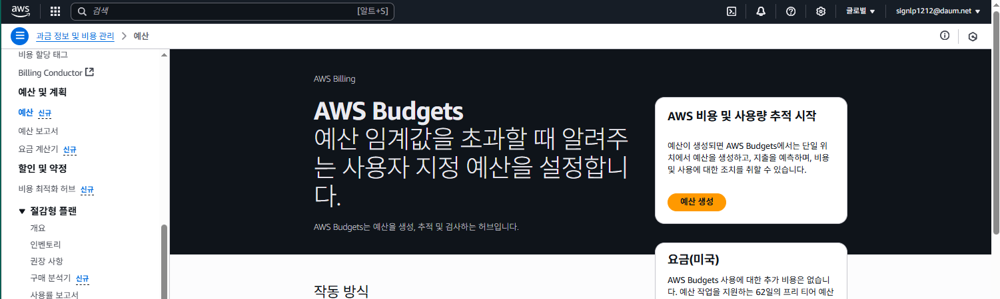 aws
검색
[알트+S]
글로벌
signlp1212@daum.net
과금 정보 및 비용 관리
예산
비용 할당 태그
Billing Conductor
예산 및 계획
예산 신규
예산 보고서
요금 계산기 신규
할인 및 약정
비용 최적화 허브 신규
절감형 플랜
개요
인벤토리
권장 사항
구매 분석기 신규
사용률 보고서
AWS Billing
AWS Budgets
예산 임계값을 초과할 때 알려주
는 사용자 지정 예산을 설정합니
다.
AWS Budgets는 예산을 생성, 추적 및 검사하는 허브입니다.
AWS 비용 및 사용량 추적 시작
예산이 생성되면 AWS Budgets에서는 단일 위
치에서 예산을 생성하고, 지출을 예측하며, 비용
및 사용에 대한 조치를 취할 수 있습니다.
예산 생성
요금(미국)
AWS Budgets 사용에 대한 추가 비용은 없습니
다. 예산 작업을 지원하는 62일의 프리 티어 예산
작동 방식